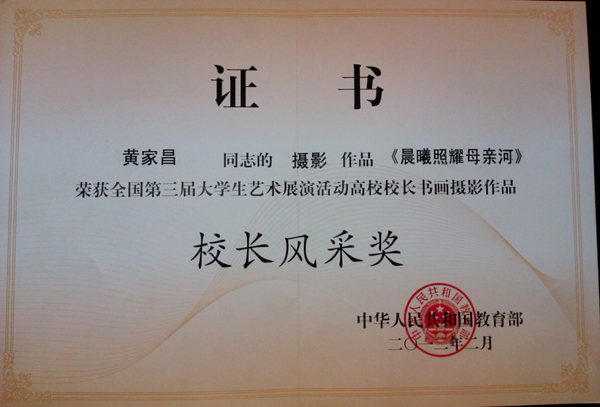 证书
黄家昌 同志的 摄影 作品 《晨曦照耀母亲河》
荣获全国第三届大学生艺术展演活动高校校长书画摄影作品
校长风采奖
中华人民共和国教育部
二〇一二年二月